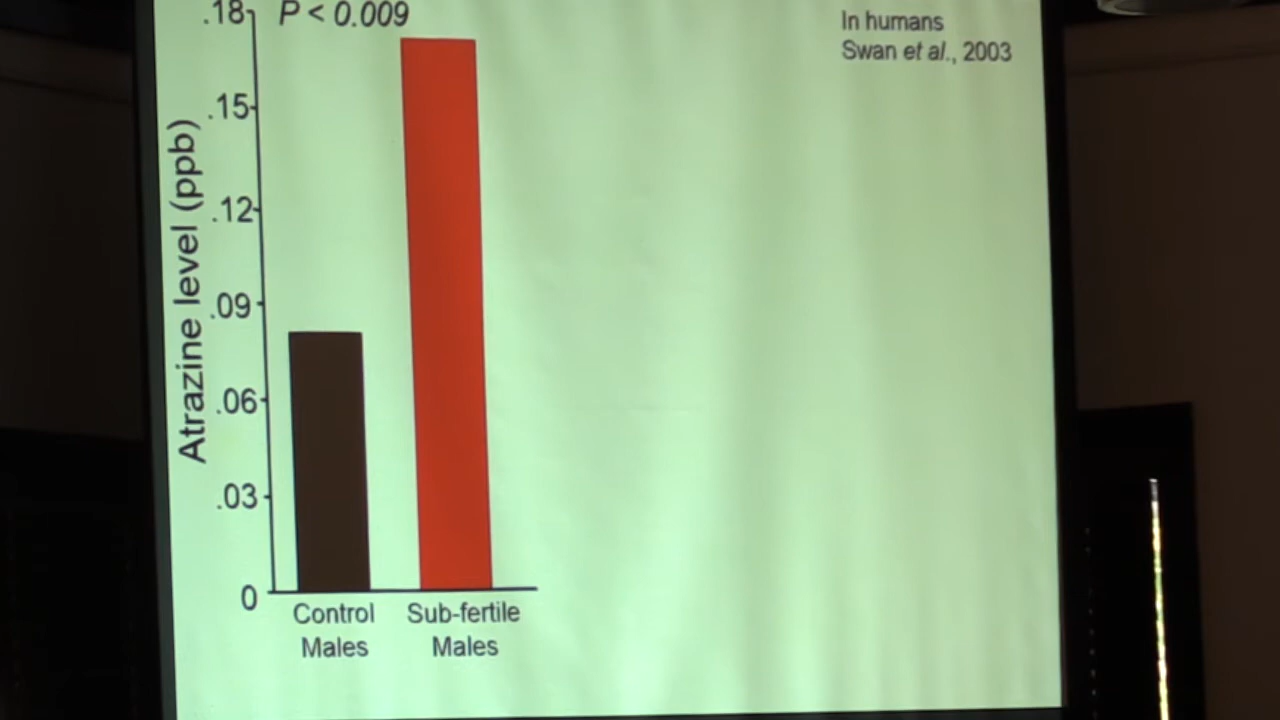 P < 0.009
In humans
Swan et al., 2003
Atrazine level (ppb)
.18
.15
.12
.09
.06
.03
0
Control Males
Sub-fertile Males